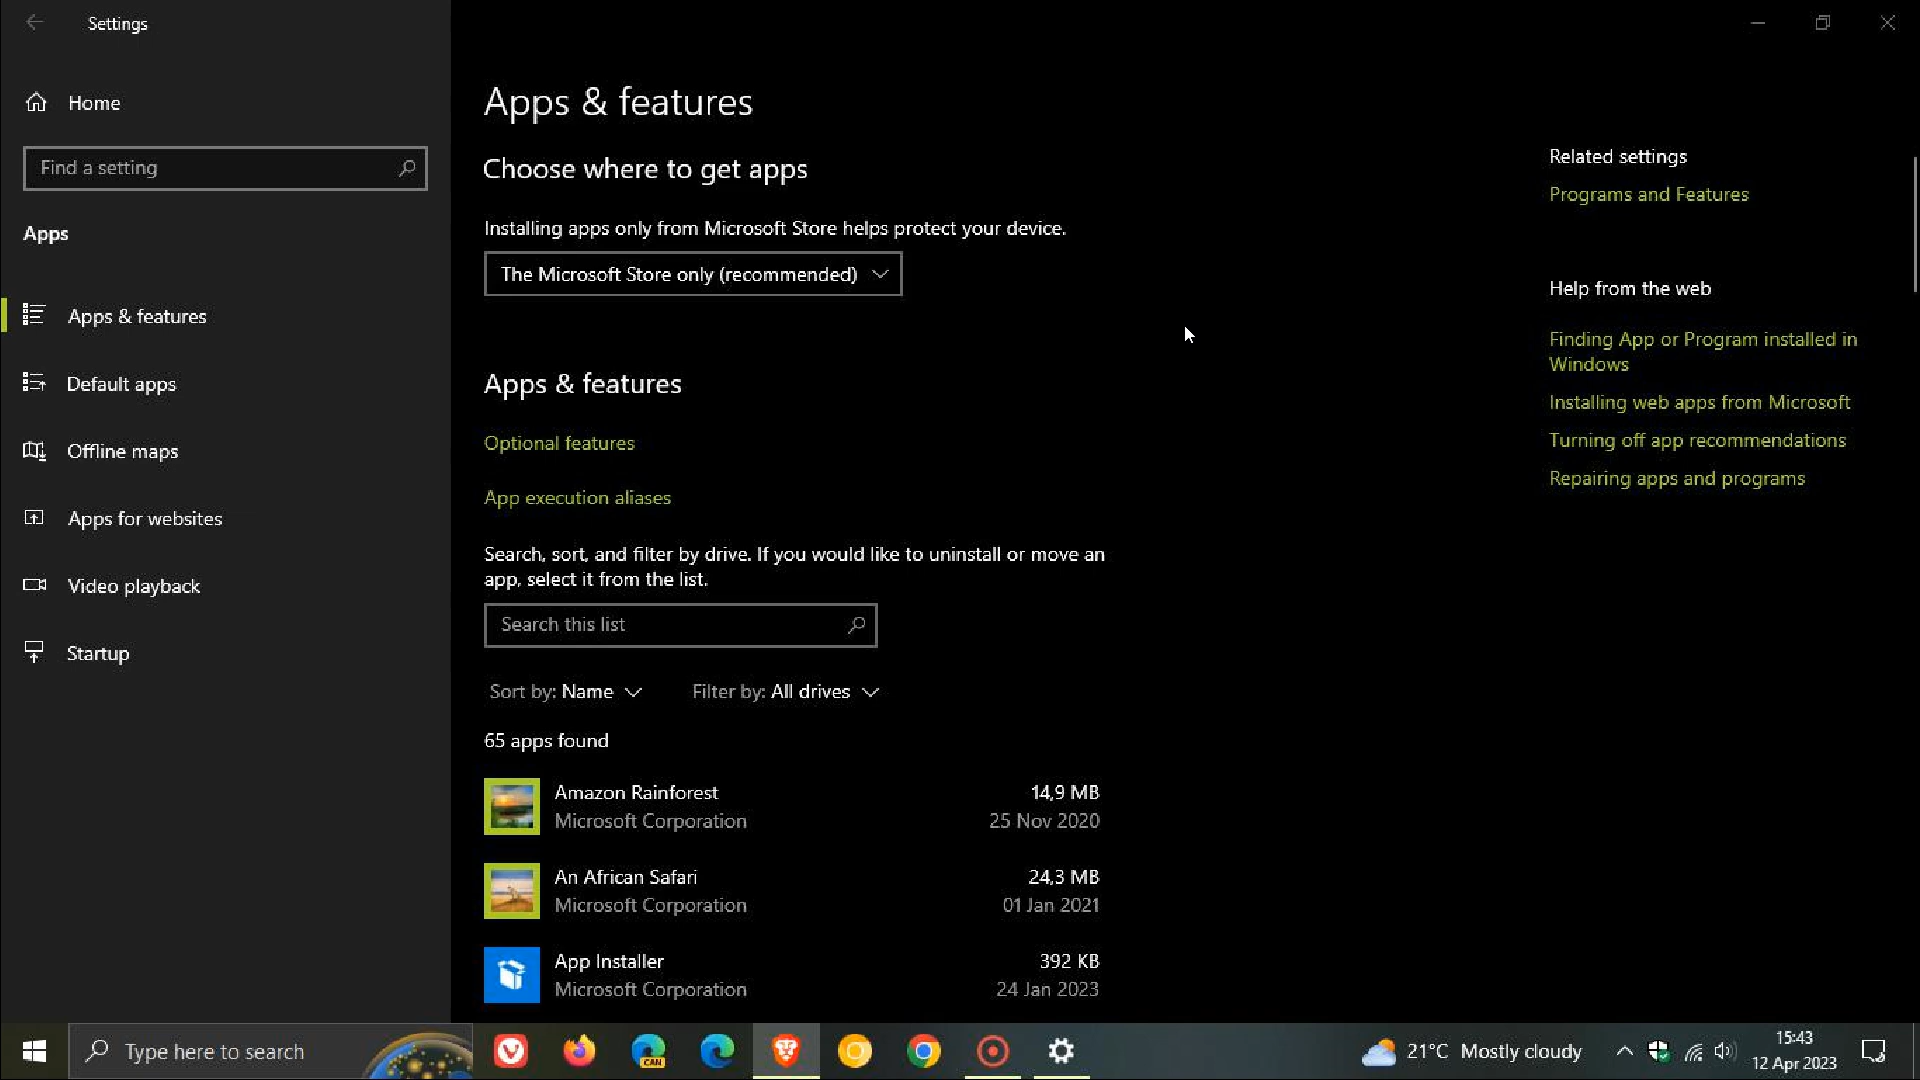 Settings
Home
Find a setting
Apps
Apps & features
Default apps
Offline maps
Apps for websites
Video playback
Startup
Apps & features
Choose where to get apps
Installing apps only from Microsoft Store helps protect your device.
The Microsoft Store only (recommended)
Apps & features
Optional features
App execution aliases
Search, sort, and filter by drive. If you would like to uninstall or move an
app, select it from the list.
Search this list
Sort by: Name Filter by: All drives
65 apps found
Amazon Rainforest 14,9 MB
Microsoft Corporation 25 Nov 2020
An African Safari 24,3 MB
Microsoft Corporation 01 Jan 2021
App Installer 392 KB
Microsoft Corporation 24 Jan 2023
Related settings
Programs and Features
Help from the web
Finding App or Program installed in
Windows
Installing web apps from Microsoft
Turning off app recommendations
Repairing apps and programs
Type here to search
CAN
21°C Mostly cloudy
15:43
12 Apr 2023